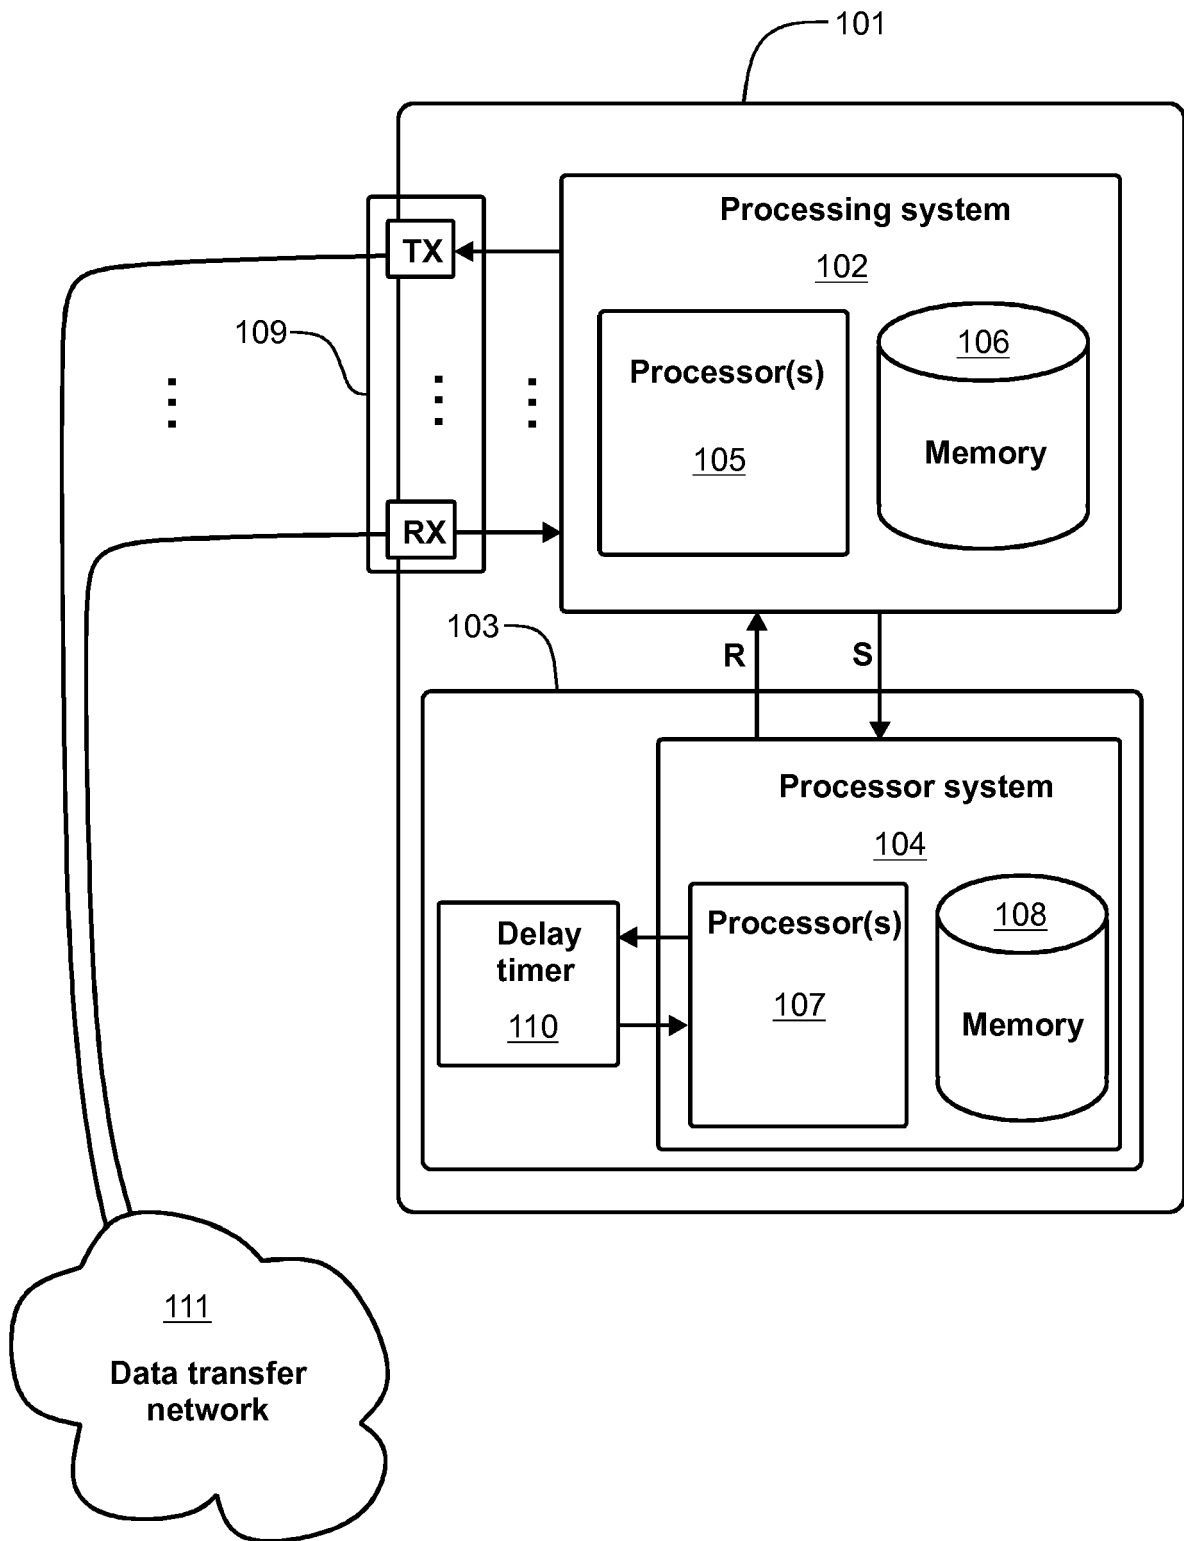 101
Processing system
102
TX
109
Processor(s)
105
106
Memory
RX
103
R
S
Processor system
104
Delay
timer
110
Processor(s)
107
108
Memory
111
Data transfer
network